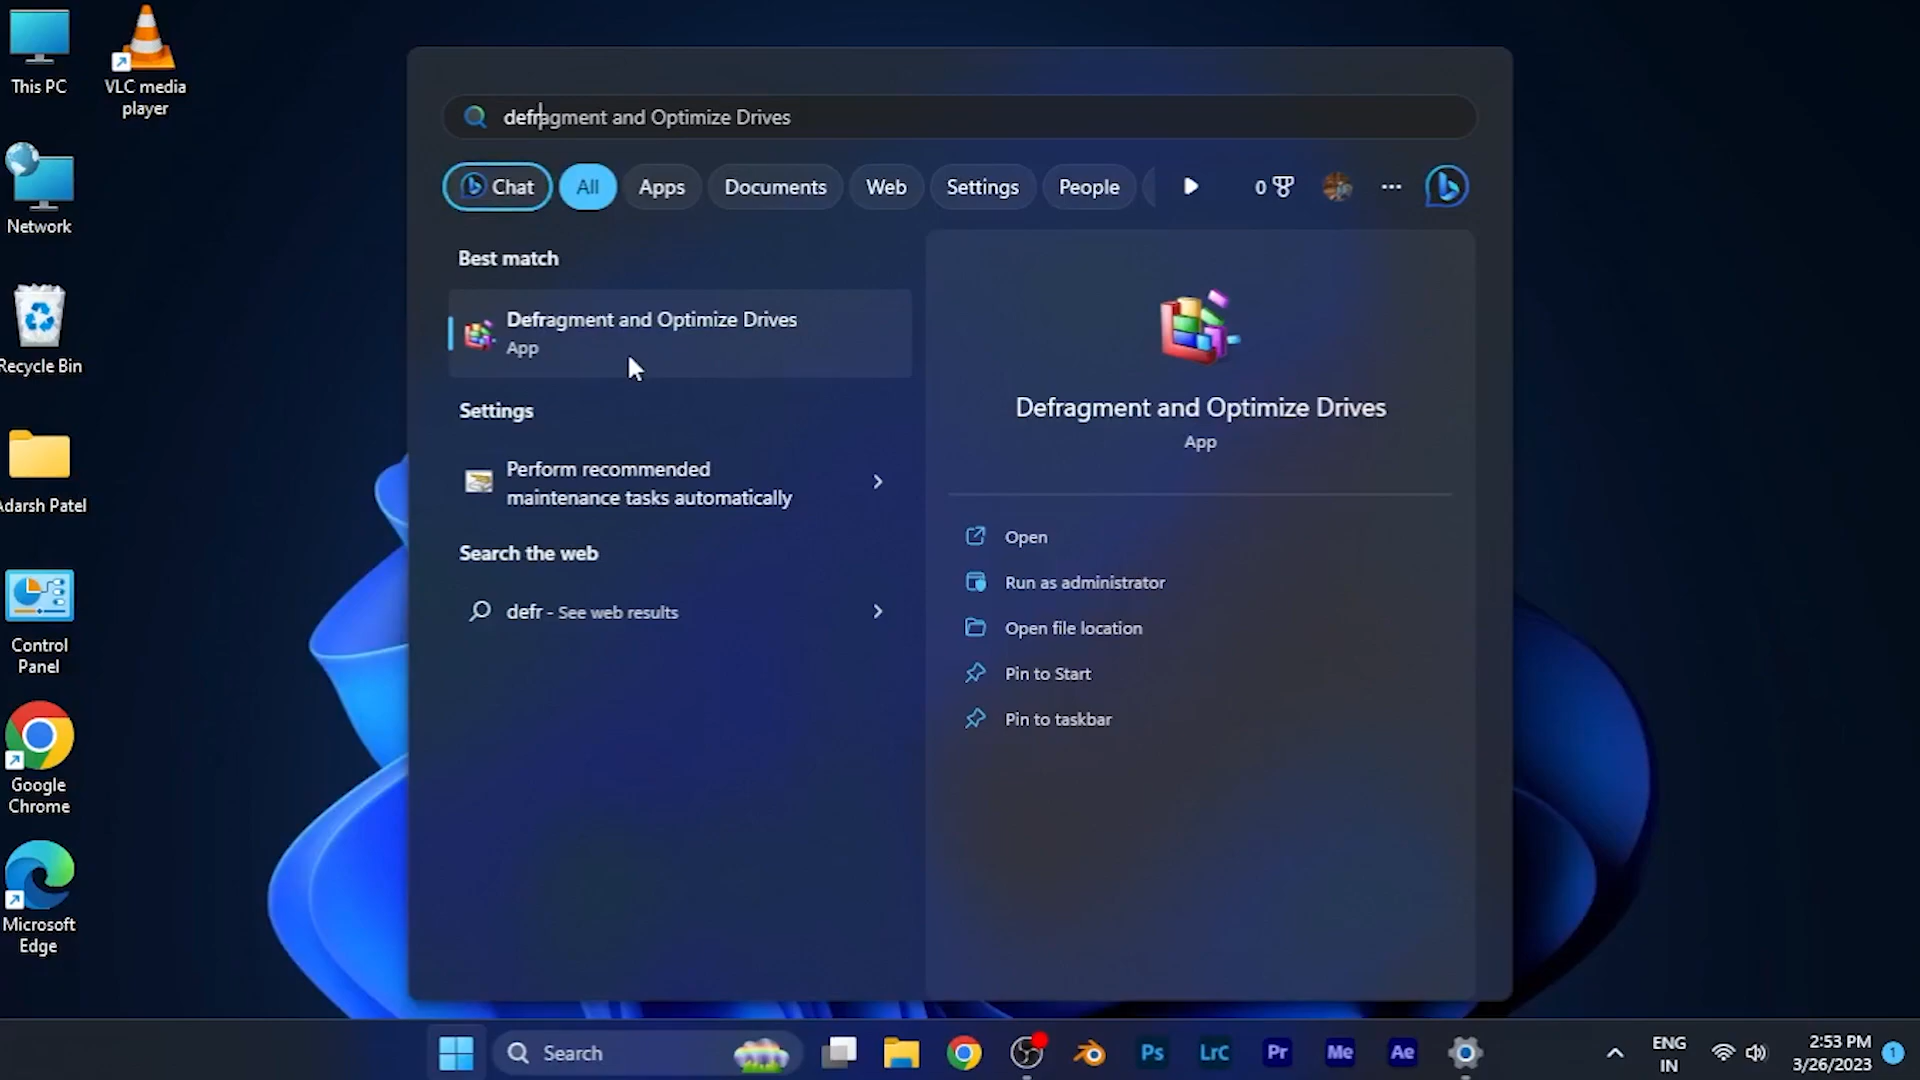 This PC
VLC media
player
Network
Recycle Bin
Adarsh Patel
Control
Panel
Google
Chrome
Microsoft
Edge
defragment and Optimize Drives
Chat
All
Apps
Documents
Web
Settings
People
0
Best match
Defragment and Optimize Drives
App
Settings
Perform recommended
maintenance tasks automatically
Search the web
defr - See web results
Defragment and Optimize Drives
App
Open
Run as administrator
Open file location
Pin to Start
Pin to taskbar
Search
Ps
LrC
Pr
Me
Ae
ENG
IN
2:53 PM
3/26/2023
1